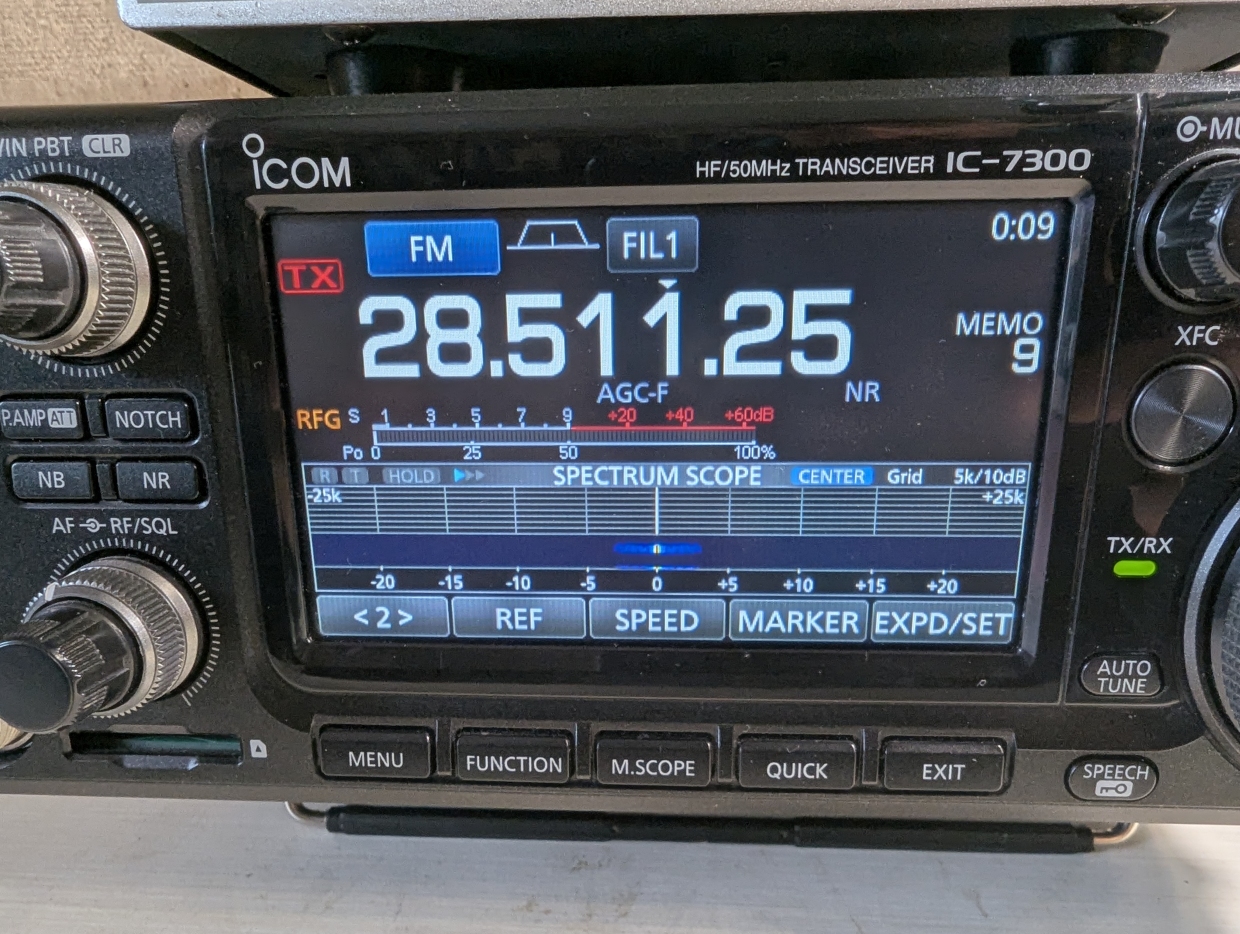 WIN PBT CLR
ICOM
HF/50MHz TRANSCEIVER IC-7300
FM
FIL1
0:09
TX
28.511.25
MEMO
9
AGC-F
NR
XFC
RFG S 1 3 5 7 9 +20 +40 +60dB
Po 0 25 50 100%
P.AMP ATT
NOTCH
NB
NR
R T HOLD SPECTRUM SCOPE CENTER Grid 5k/10dB
-25k +25k
-20 -15 -10 -5 0 +5 +10 +15 +20
<2> REF SPEED MARKER EXPD/SET
AF RF/SQL
TX/RX
AUTO
TUNE
MENU FUNCTION M.SCOPE QUICK EXIT
SPEECH